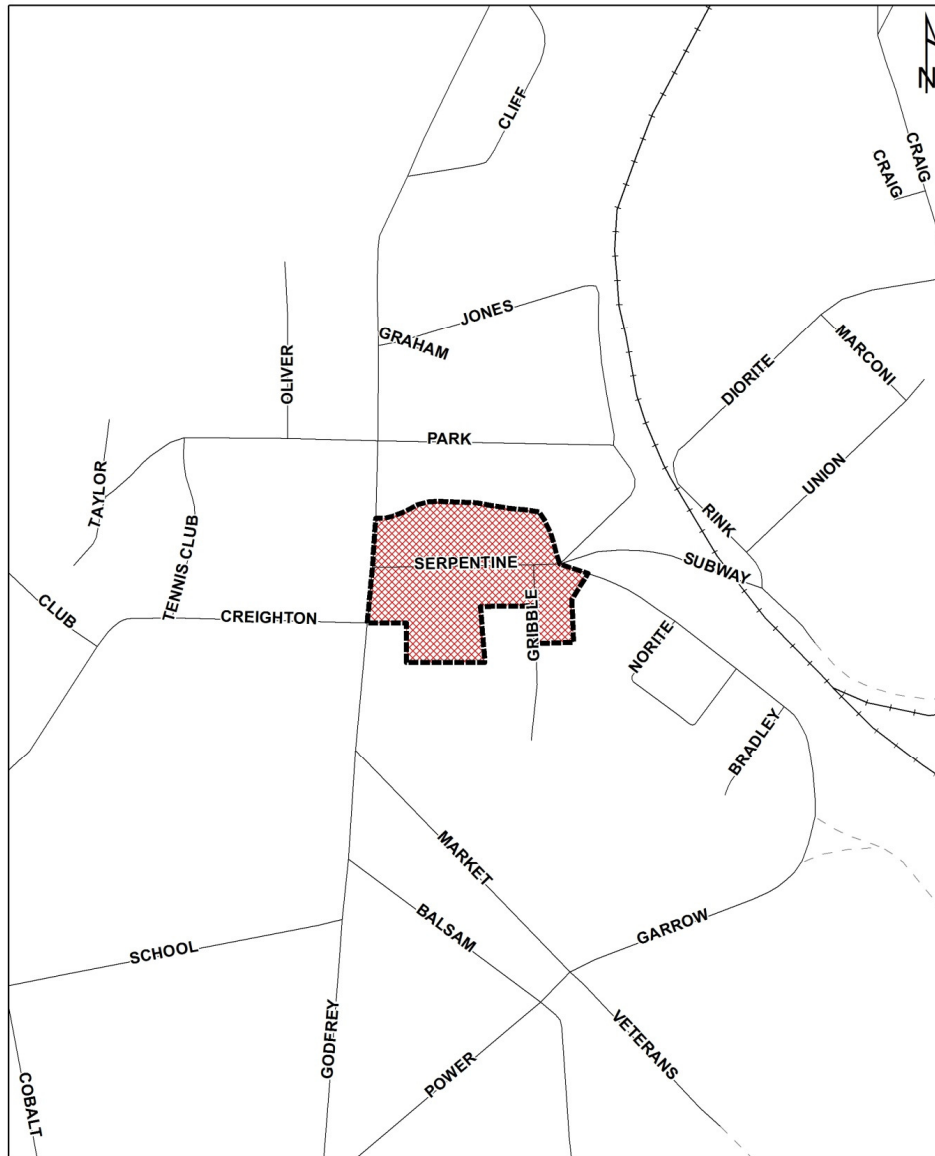 N
CLIFF
CRAIG
CRAIG
JONES
GRAHAM
MARCONI
OLIVER
DIORITE
PARK
TAYLOR
UNION
TENNIS CLUB
RINK
SERPENTINE
SUBWAY
CLUB
CREIGHTON
GRIBBLE
NORITE
BRADLEY
MARKET
BALSAM
GARROW
SCHOOL
GODFREY
VETERANS
POWER
COBALT